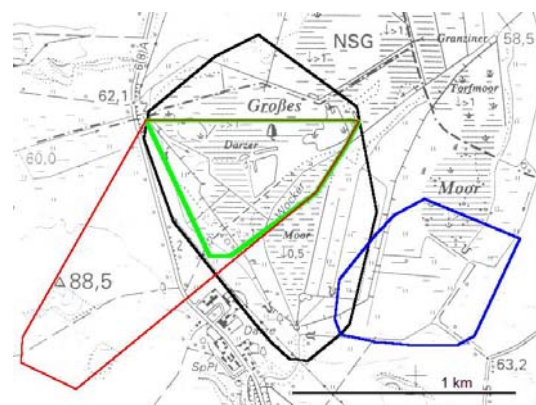 NSG
Granziner
58,5
62,1
Großes
Torfmoor
Darzer
60,0
Moor
Moor
0,5
88,5
Darze
SpPl
63,2
1 km